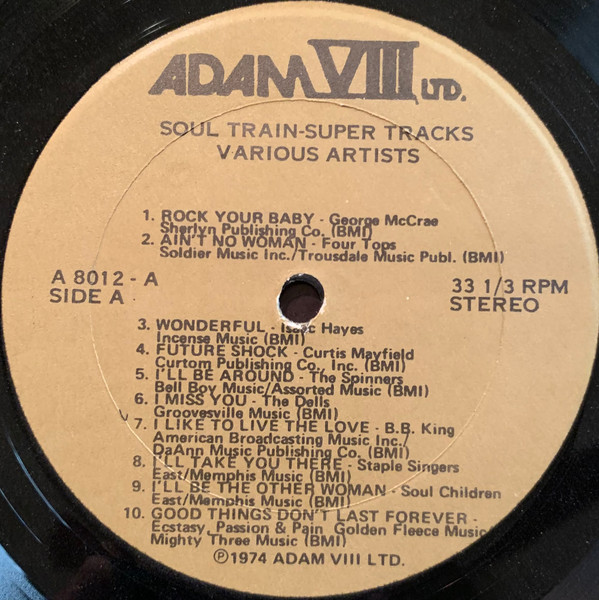 ADAM VIII LTD.
SOUL TRAIN-SUPER TRACKS
VARIOUS ARTISTS
1. ROCK YOUR BABY - George McCrae
Sherlyn Publishing Co. (BMI)
2. AIN'T NO WOMAN - Four Tops
Soldier Music Inc./Trousdale Music Publ. (BMI)
A 8012 - A
SIDE A
33 1/3 RPM
STEREO
3. WONDERFUL - Isaac Hayes
Incense Music (BMI)
4. FUTURE SHOCK - Curtis Mayfield
Curtom Publishing Co., Inc. (BMI)
5. I'LL BE AROUND - The Spinners
Bell Boy Music/Assorted Music (BMI)
6. I MISS YOU - The Dells
Groovesville Music (BMI)
7. I LIKE TO LIVE THE LOVE - B.B. King
American Broadcasting Music Inc./
DaAnn Music Publishing Co. (BMI)
8. I'LL TAKE YOU THERE - Staple Singers
East/Memphis Music (BMI)
9. I'LL BE THE OTHER WOMAN - Soul Children
East/Memphis Music (BMI)
10. GOOD THINGS DON'T LAST FOREVER -
Ecstasy, Passion & Pain Golden Fleece Music/
Mighty Three Music (BMI)
℗1974 ADAM VIII LTD.